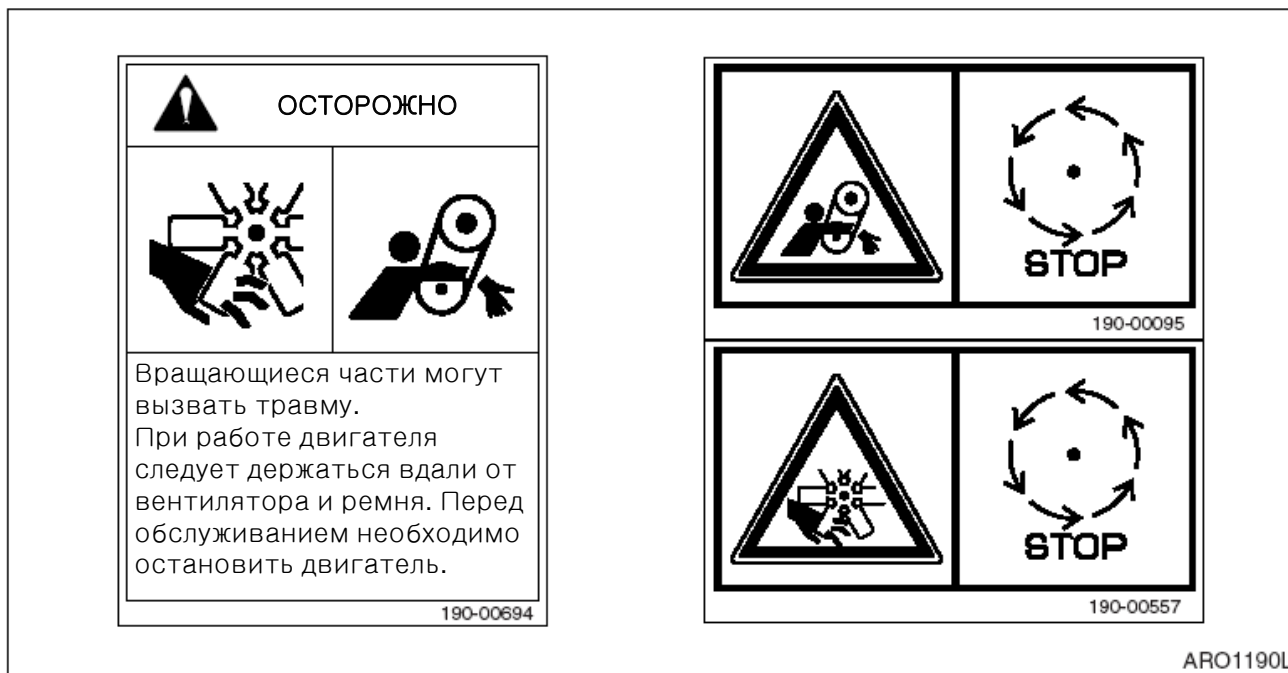 ОСТОРОЖНО
Вращающиеся части могут
вызвать травму.
При работе двигателя
следует держаться вдали от
вентилятора и ремня. Перед
обслуживанием необходимо
остановить двигатель.
190-00694
STOP
190-00095
STOP
190-00557
ARO1190L